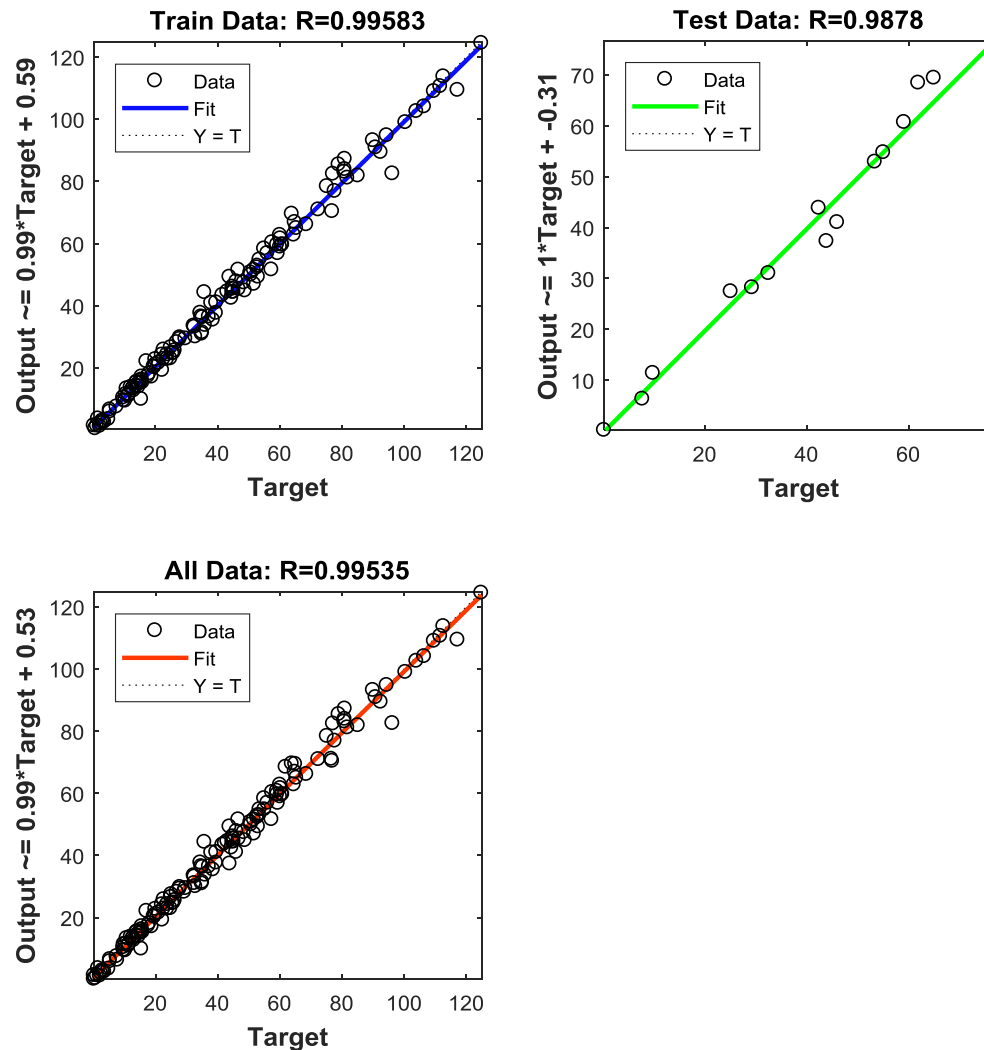 Train Data: R=0.99583
Output ~= 0.99*Target + 0.59
120
100
80
60
40
20
Data
Fit
Y = T
20 40 60 80 100 120
Target
Test Data: R=0.9878
Output ~= 1*Target + -0.31
70
60
50
40
30
20
10
Data
Fit
Y = T
20 40 60
Target
All Data: R=0.99535
Output ~= 0.99*Target + 0.53
120
100
80
60
40
20
Data
Fit
Y = T
20 40 60 80 100 120
Target